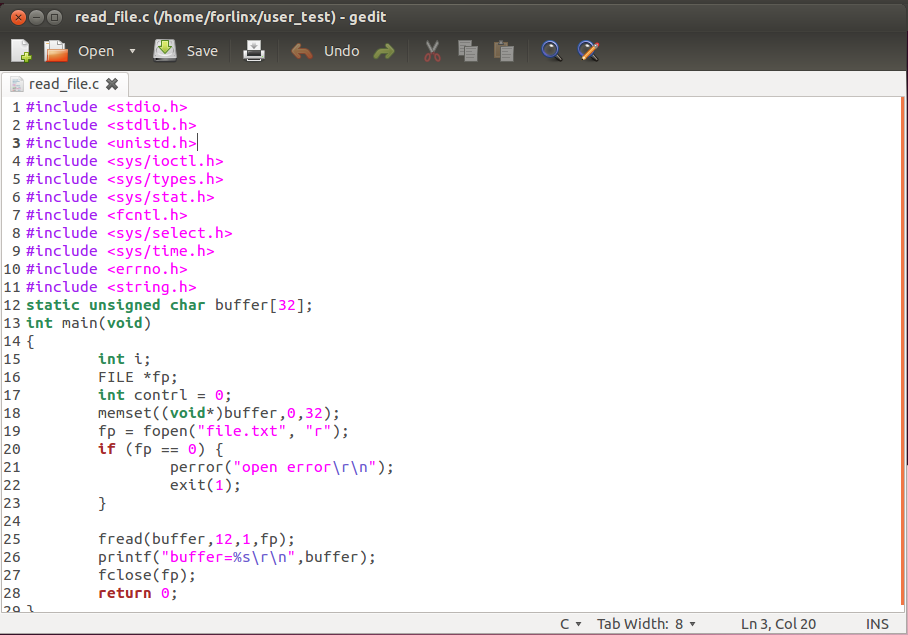 read_file.c (/home/forlinx/user_test) - gedit
Open Save Undo
read_file.c
1 #include <stdio.h>
2 #include <stdlib.h>
3 #include <unistd.h>
4 #include <sys/ioctl.h>
5 #include <sys/types.h>
6 #include <sys/stat.h>
7 #include <fcntl.h>
8 #include <sys/select.h>
9 #include <sys/time.h>
10 #include <errno.h>
11 #include <string.h>
12 static unsigned char buffer[32];
13 int main(void)
14 {
15         int i;
16         FILE *fp;
17         int contrl = 0;
18         memset((void*)buffer,0,32);
19         fp = fopen("file.txt", "r");
20         if (fp == 0) {
21                 perror("open error\r\n");
22                 exit(1);
23         }
24
25         fread(buffer,12,1,fp);
26         printf("buffer=%s\r\n",buffer);
27         fclose(fp);
28         return 0;
29 }
C Tab Width: 8 Ln 3, Col 20 INS